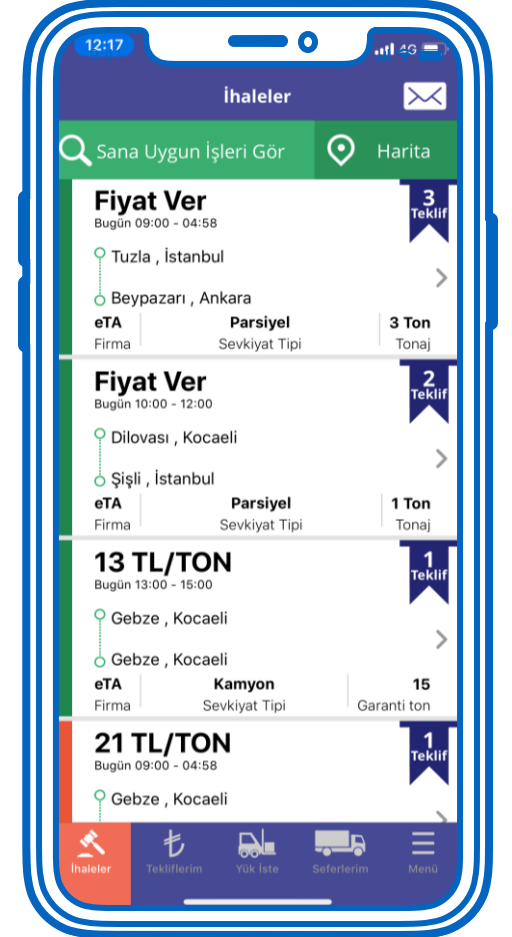 12:17
4G
İhaleler
Sana Uygun İşleri Gör
Harita
Fiyat Ver
3
Teklif
Bugün 09:00 - 04:58
Tuzla , İstanbul
Beypazarı , Ankara
eTA Parsiyel 3 Ton
Firma Sevkiyat Tipi Tonaj
Fiyat Ver
2
Teklif
Bugün 10:00 - 12:00
Dilovası , Kocaeli
Şişli , İstanbul
eTA Parsiyel 1 Ton
Firma Sevkiyat Tipi Tonaj
13 TL/TON
1
Teklif
Bugün 13:00 - 15:00
Gebze , Kocaeli
Gebze , Kocaeli
eTA Kamyon 15
Firma Sevkiyat Tipi Garanti ton
21 TL/TON
1
Teklif
Bugün 09:00 - 04:58
Gebze , Kocaeli
İhaleler Tekliflerim Yük İste Seferlerim Menü